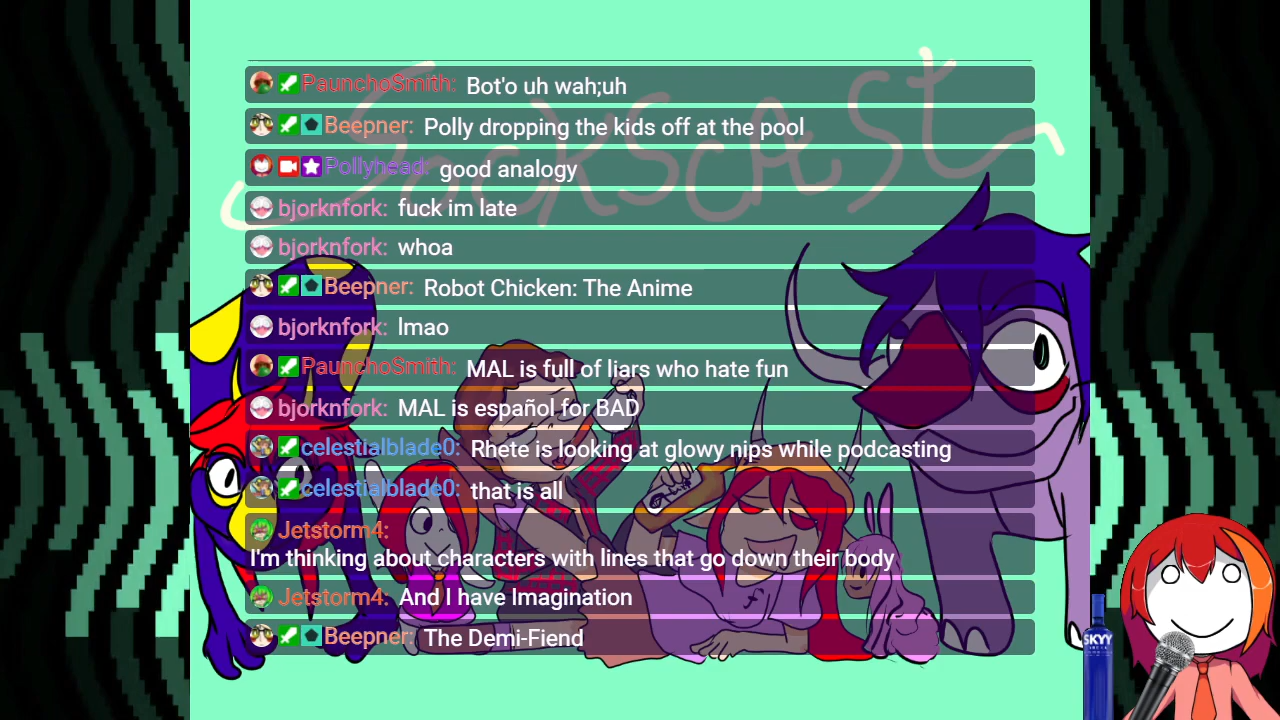 SocksCast
PaunchoSmith: Bot'o uh wah;uh
Beepner: Polly dropping the kids off at the pool
Pollyhead: good analogy
bjorknfork: fuck im late
bjorknfork: whoa
Beepner: Robot Chicken: The Anime
bjorknfork: lmao
PaunchoSmith: MAL is full of liars who hate fun
bjorknfork: MAL is español for BAD
celestialblade0: Rhete is looking at glowy nips while podcasting
celestialblade0: that is all
Jetstorm4:
I'm thinking about characters with lines that go down their body
Jetstorm4: And I have Imagination
Beepner: The Demi-Fiend
SKYY